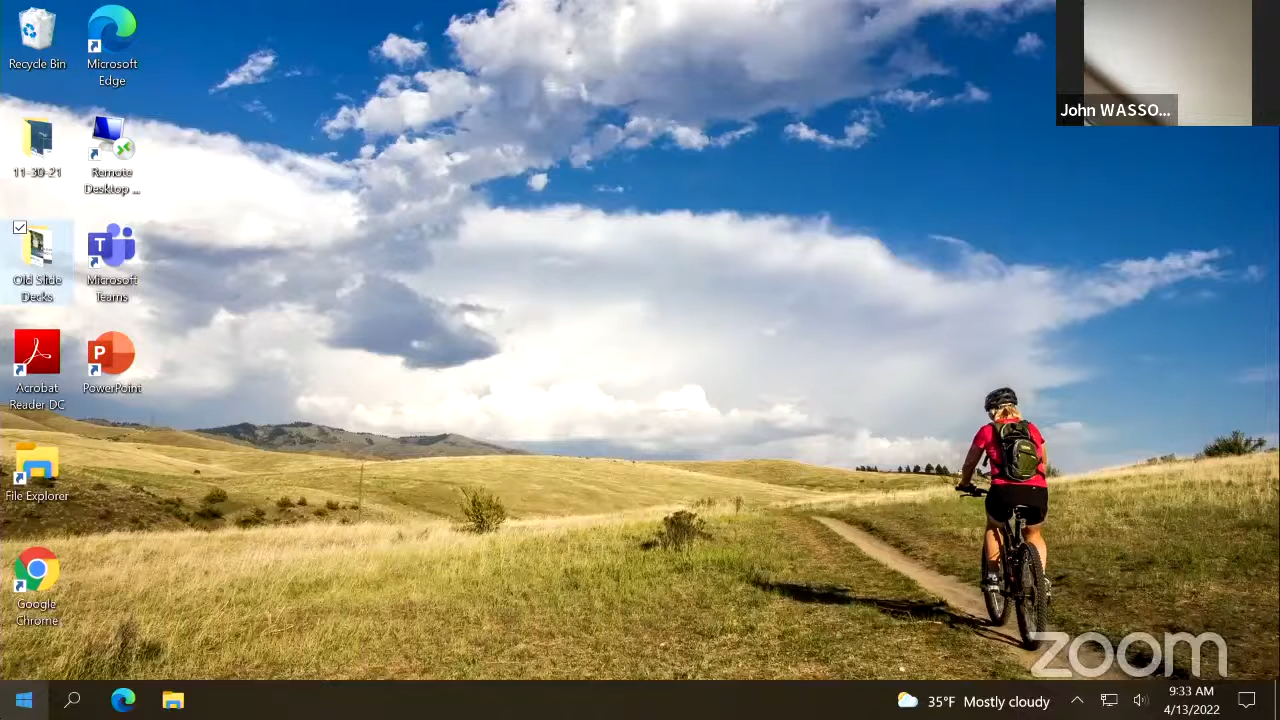 Recycle Bin
Microsoft
Edge
John WASSO...
11-30-21
Remote
Desktop ...
Old Slide
Decks
T
Microsoft
Teams
Acrobat
Reader DC
P
PowerPoint
File Explorer
Google
Chrome
zoom
35°F Mostly cloudy
9:33 AM
4/13/2022